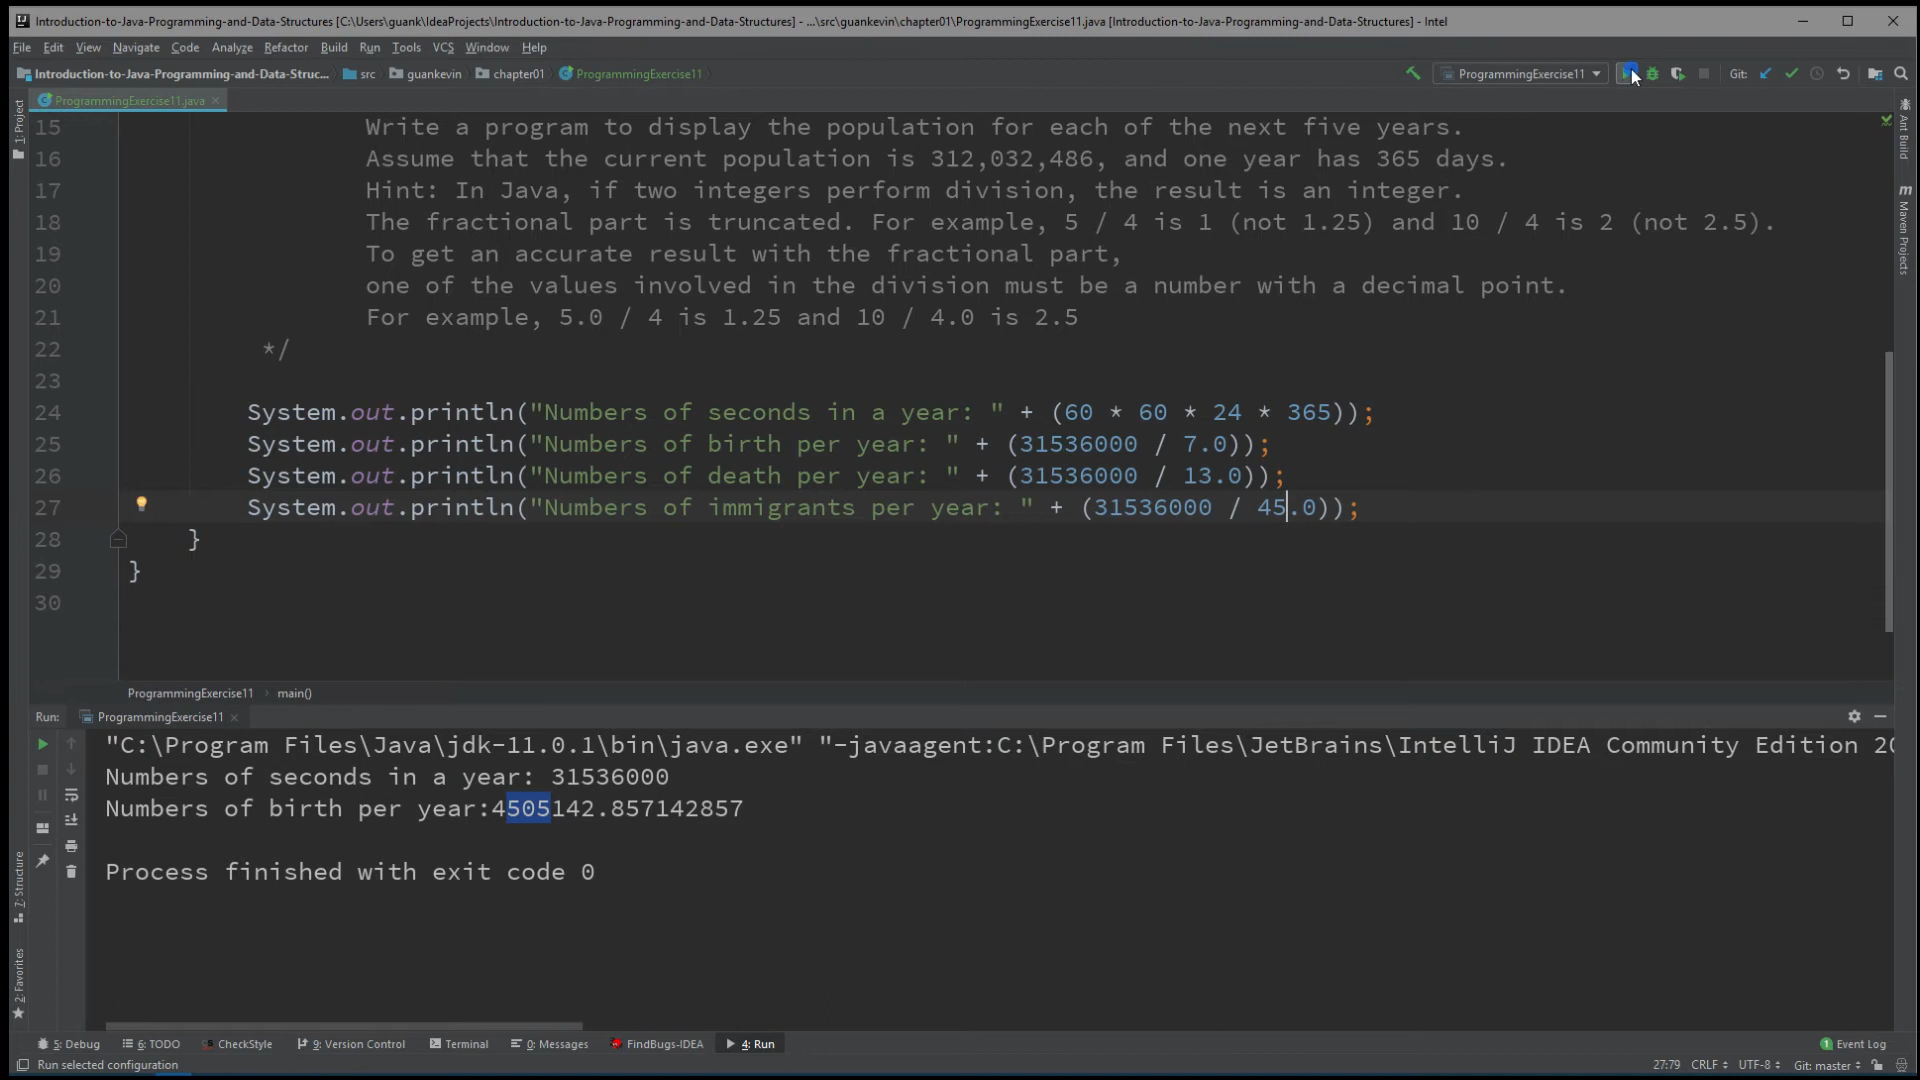 Introduction-to-Java-Programming-and-Data-Structures [C:\Users\guank\IdeaProjects\Introduction-to-Java-Programming-and-Data-Structures] - ...\src\guankevin\chapter01\ProgrammingExercise11.java [Introduction-to-Java-Programming-and-Data-Structures] - Intel
File Edit View Navigate Code Analyze Refactor Build Run Tools VCS Window Help
Introduction-to-Java-Programming-and-Data-Struc... src guankevin chapter01 ProgrammingExercise11 ProgrammingExercise11 Git:
ProgrammingExercise11.java
1: Project
Ant Build
Maven Projects
15 Write a program to display the population for each of the next five years.
16 Assume that the current population is 312,032,486, and one year has 365 days.
17 Hint: In Java, if two integers perform division, the result is an integer.
18 The fractional part is truncated. For example, 5 / 4 is 1 (not 1.25) and 10 / 4 is 2 (not 2.5).
19 To get an accurate result with the fractional part,
20 one of the values involved in the division must be a number with a decimal point.
21 For example, 5.0 / 4 is 1.25 and 10 / 4.0 is 2.5
22 */
23
24 System.out.println("Numbers of seconds in a year: " + (60 * 60 * 24 * 365));
25 System.out.println("Numbers of birth per year: " + (31536000 / 7.0));
26 System.out.println("Numbers of death per year: " + (31536000 / 13.0));
27 System.out.println("Numbers of immigrants per year: " + (31536000 / 45.0));
28 }
29 }
30
ProgrammingExercise11 main()
Run: ProgrammingExercise11
"C:\Program Files\Java\jdk-11.0.1\bin\java.exe" "-javaagent:C:\Program Files\JetBrains\IntelliJ IDEA Community Edition 20
Numbers of seconds in a year: 31536000
Numbers of birth per year:4505142.857142857
Process finished with exit code 0
7: Structure
2: Favorites
5: Debug 6: TODO CheckStyle 9: Version Control Terminal 0: Messages FindBugs-IDEA 4: Run 1 Event Log
Run selected configuration 27:79 CRLF UTF-8 Git: master